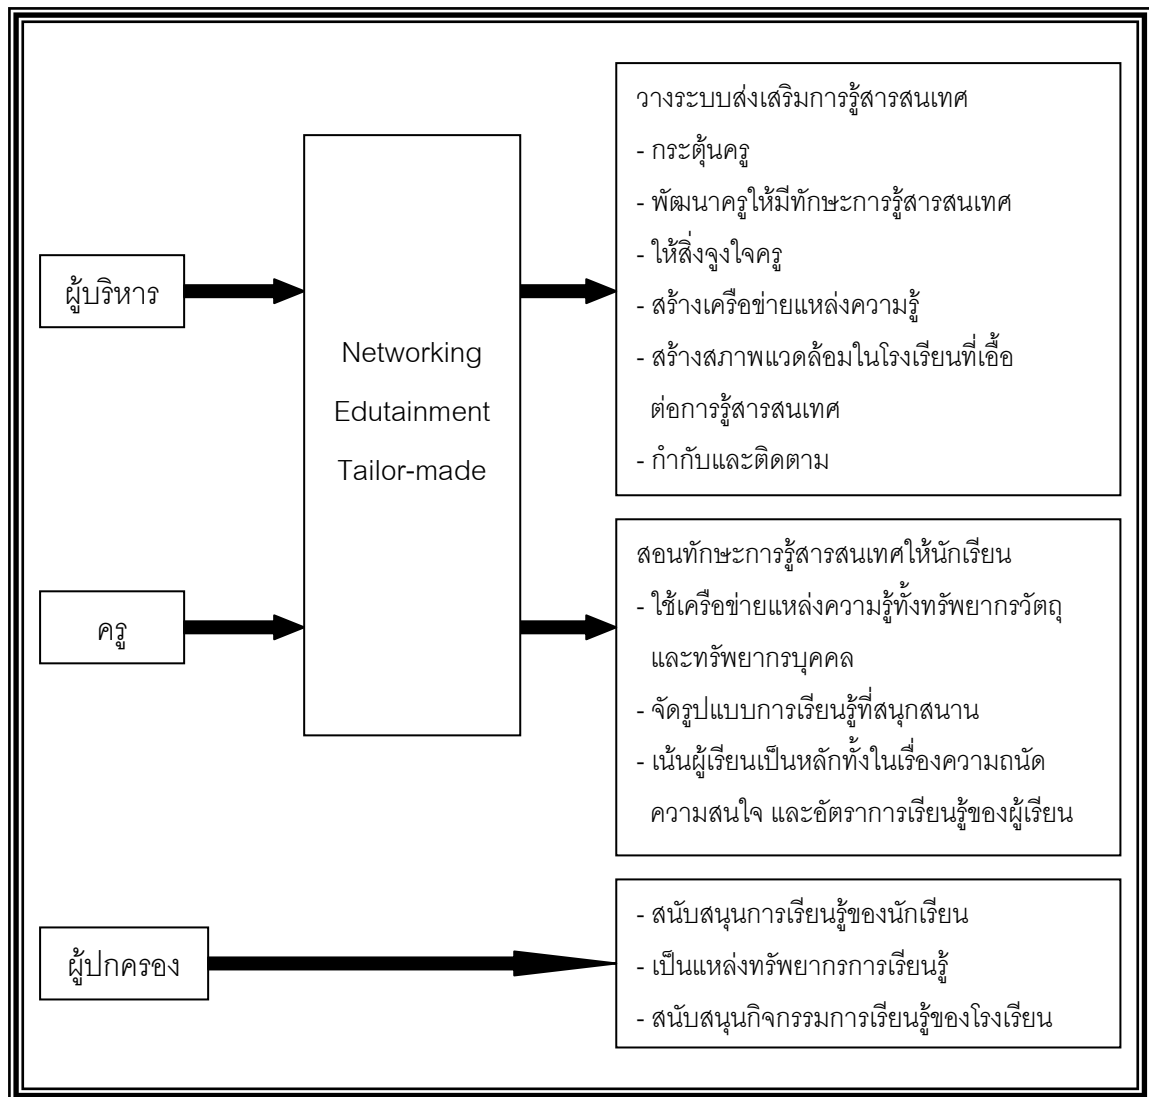 ผู้บริหาร
Networking
Edutainment
Tailor-made
วางระบบส่งเสริมการรู้สารสนเทศ
- กระตุ้นครู
- พัฒนาครูให้มีทักษะการรู้สารสนเทศ
- ให้สิ่งจูงใจครู
- สร้างเครือข่ายแหล่งความรู้
- สร้างสภาพแวดล้อมในโรงเรียนที่เอื้อ
ต่อการรู้สารสนเทศ
- กำกับและติดตาม
ครู
สอนทักษะการรู้สารสนเทศให้นักเรียน
- ใช้เครือข่ายแหล่งความรู้ทั้งทรัพยากรวัตถุ
และทรัพยากรบุคคล
- จัดรูปแบบการเรียนรู้ที่สนุกสนาน
- เน้นผู้เรียนเป็นหลักทั้งในเรื่องความถนัด
ความสนใจ และอัตราการเรียนรู้ของผู้เรียน
ผู้ปกครอง
- สนับสนุนการเรียนรู้ของนักเรียน
- เป็นแหล่งทรัพยากรการเรียนรู้
- สนับสนุนกิจกรรมการเรียนรู้ของโรงเรียน